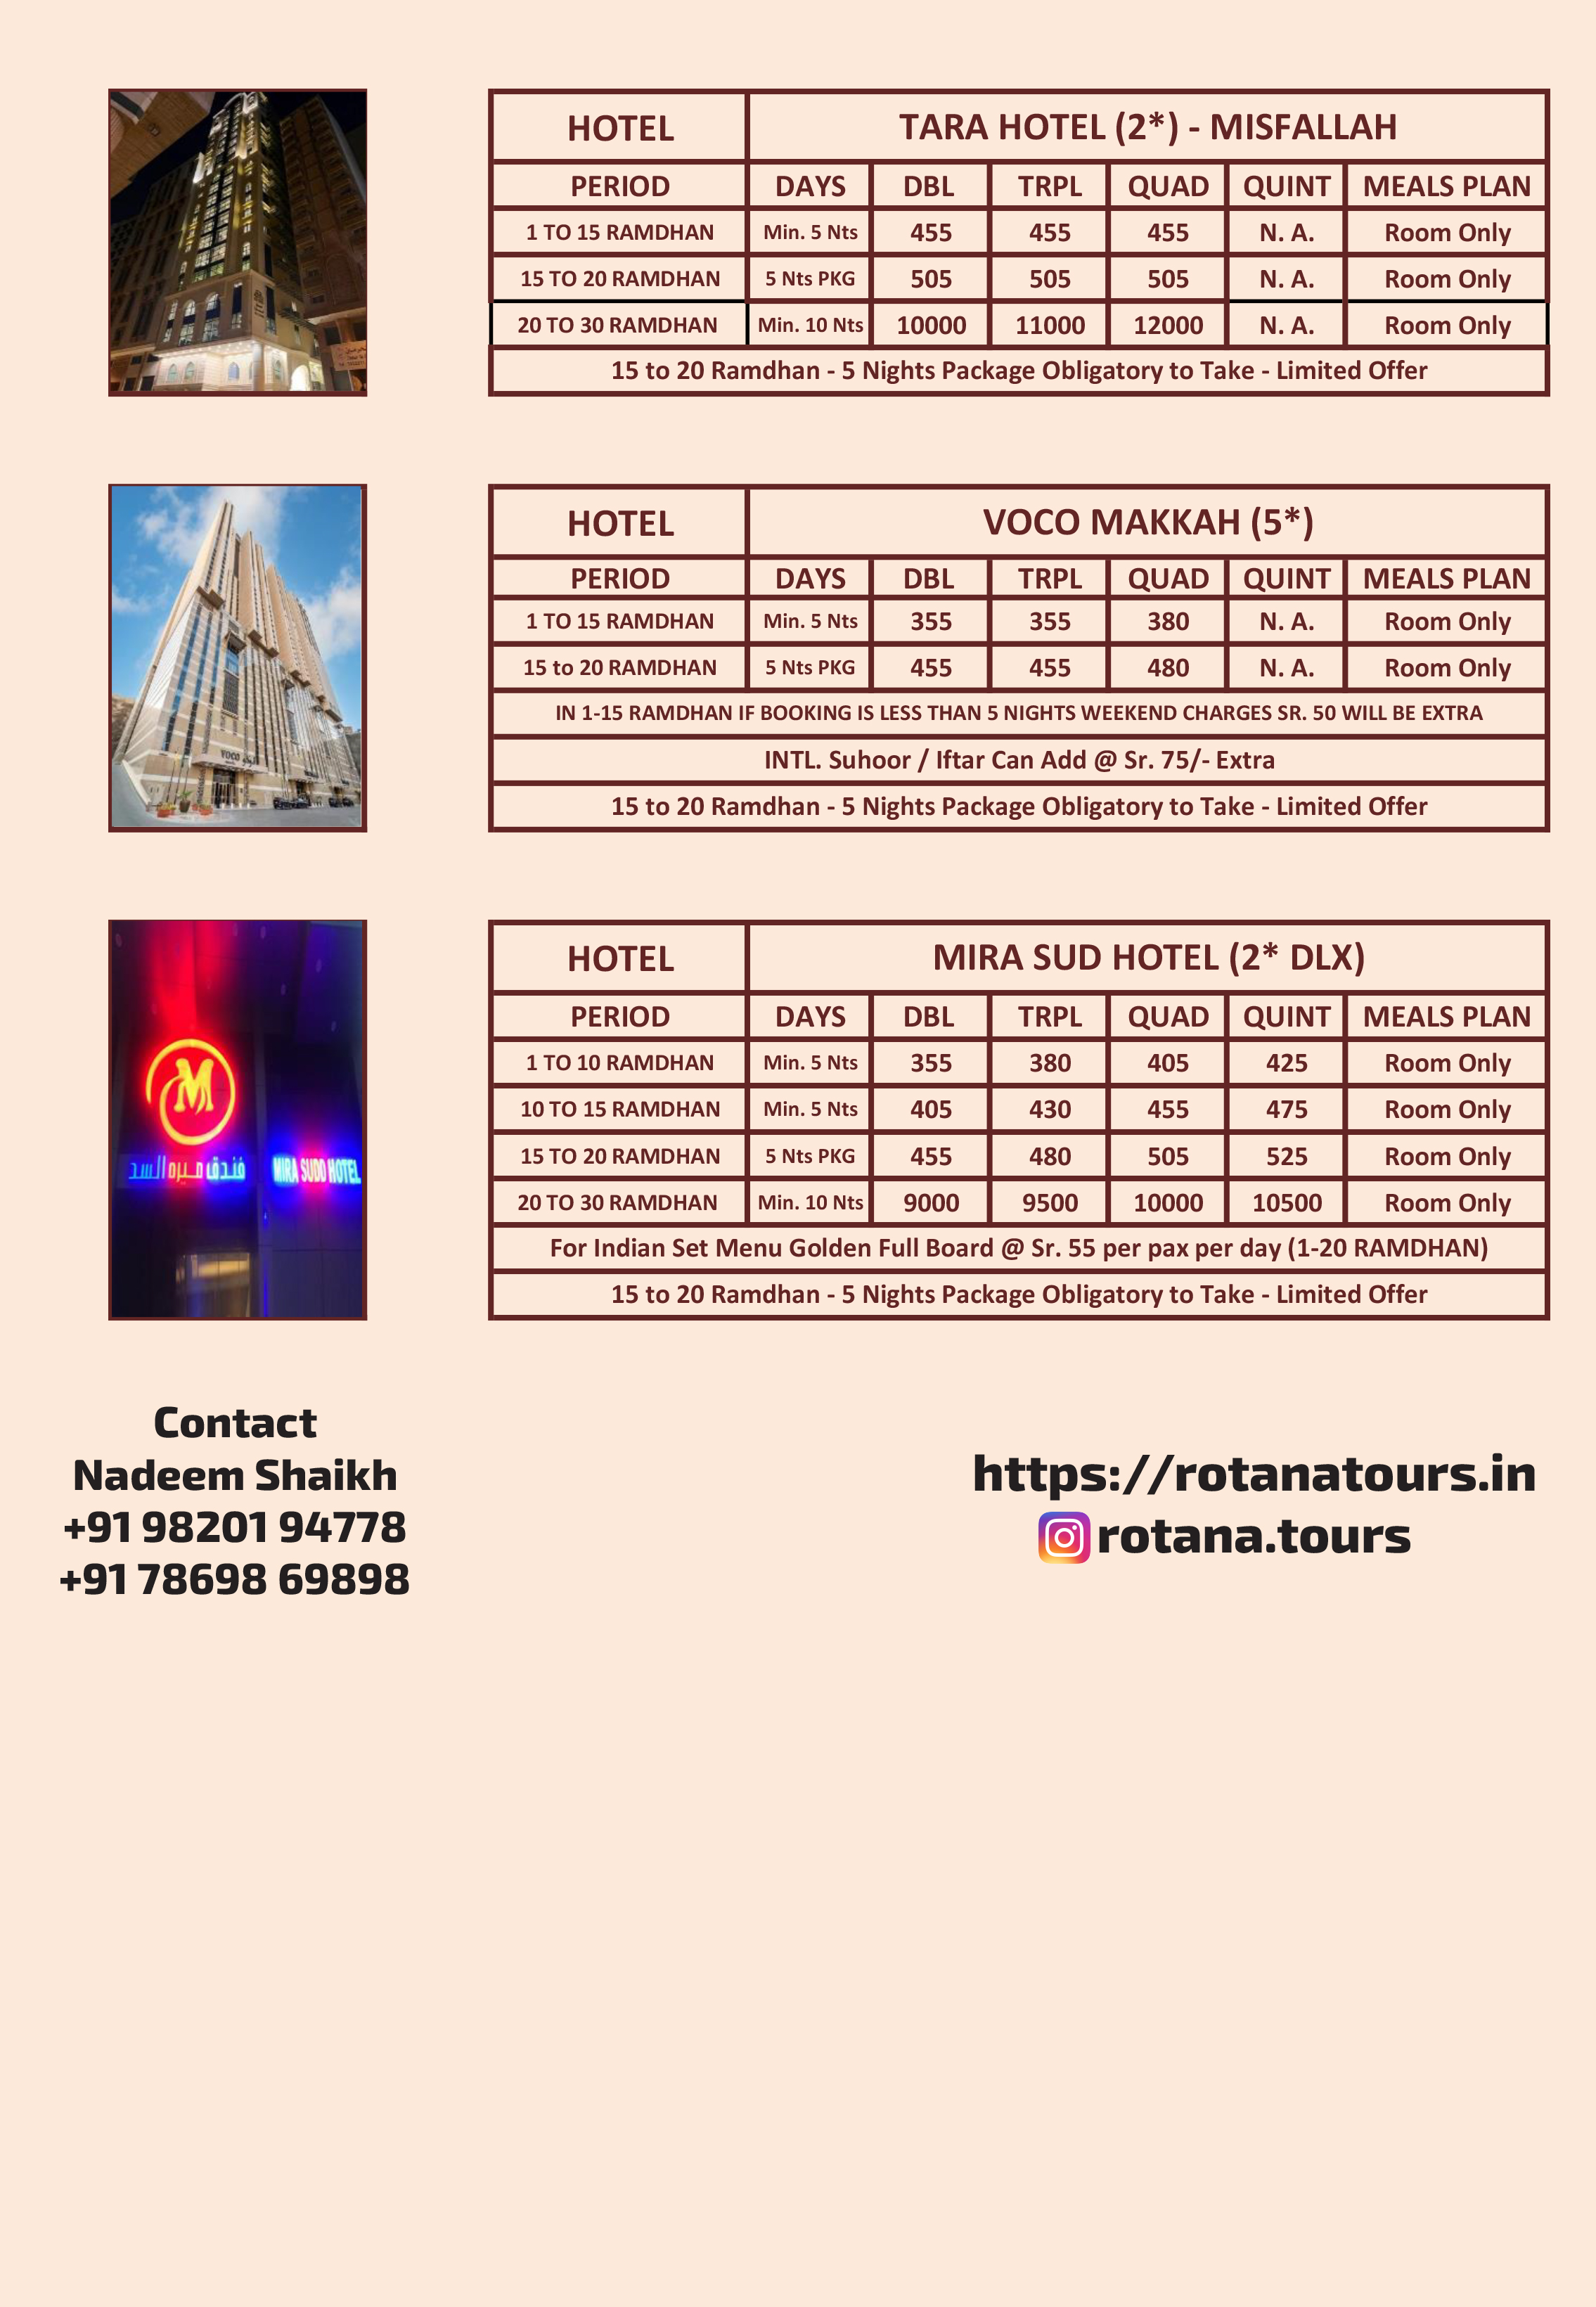 HOTEL TARA HOTEL (2*) - MISFALLAH
PERIOD DAYS DBL TRPL QUAD QUINT MEALS PLAN
1 TO 15 RAMDHAN Min. 5 Nts 455 455 455 N. A. Room Only
15 TO 20 RAMDHAN 5 Nts PKG 505 505 505 N. A. Room Only
20 TO 30 RAMDHAN Min. 10 Nts 10000 11000 12000 N. A. Room Only
15 to 20 Ramdhan - 5 Nights Package Obligatory to Take - Limited Offer
voco
HOTEL VOCO MAKKAH (5*)
PERIOD DAYS DBL TRPL QUAD QUINT MEALS PLAN
1 TO 15 RAMDHAN Min. 5 Nts 355 355 380 N. A. Room Only
15 to 20 RAMDHAN 5 Nts PKG 455 455 480 N. A. Room Only
IN 1-15 RAMDHAN IF BOOKING IS LESS THAN 5 NIGHTS WEEKEND CHARGES SR. 50 WILL BE EXTRA
INTL. Suhoor / Iftar Can Add @ Sr. 75/- Extra
15 to 20 Ramdhan - 5 Nights Package Obligatory to Take - Limited Offer
M
فندق ميره السد MIRA SUDD HOTEL
HOTEL MIRA SUD HOTEL (2* DLX)
PERIOD DAYS DBL TRPL QUAD QUINT MEALS PLAN
1 TO 10 RAMDHAN Min. 5 Nts 355 380 405 425 Room Only
10 TO 15 RAMDHAN Min. 5 Nts 405 430 455 475 Room Only
15 TO 20 RAMDHAN 5 Nts PKG 455 480 505 525 Room Only
20 TO 30 RAMDHAN Min. 10 Nts 9000 9500 10000 10500 Room Only
For Indian Set Menu Golden Full Board @ Sr. 55 per pax per day (1-20 RAMDHAN)
15 to 20 Ramdhan - 5 Nights Package Obligatory to Take - Limited Offer
Contact
Nadeem Shaikh
+91 98201 94778
+91 78698 69898
https://rotanatours.in
rotana.tours